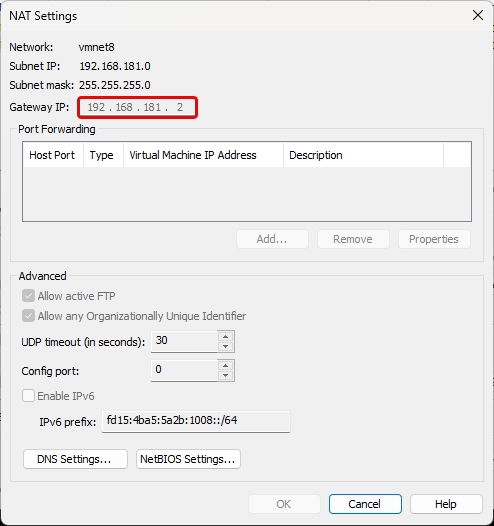 NAT Settings
Network: vmnet8
Subnet IP: 192.168.181.0
Subnet mask: 255.255.255.0
Gateway IP: 192 . 168 . 181 . 2
Port Forwarding
Host Port Type Virtual Machine IP Address Description
Add... Remove Properties
Advanced
Allow active FTP
Allow any Organizationally Unique Identifier
UDP timeout (in seconds): 30
Config port: 0
Enable IPv6
IPv6 prefix: fd15:4ba5:5a2b:1008::/64
DNS Settings... NetBIOS Settings...
OK Cancel Help